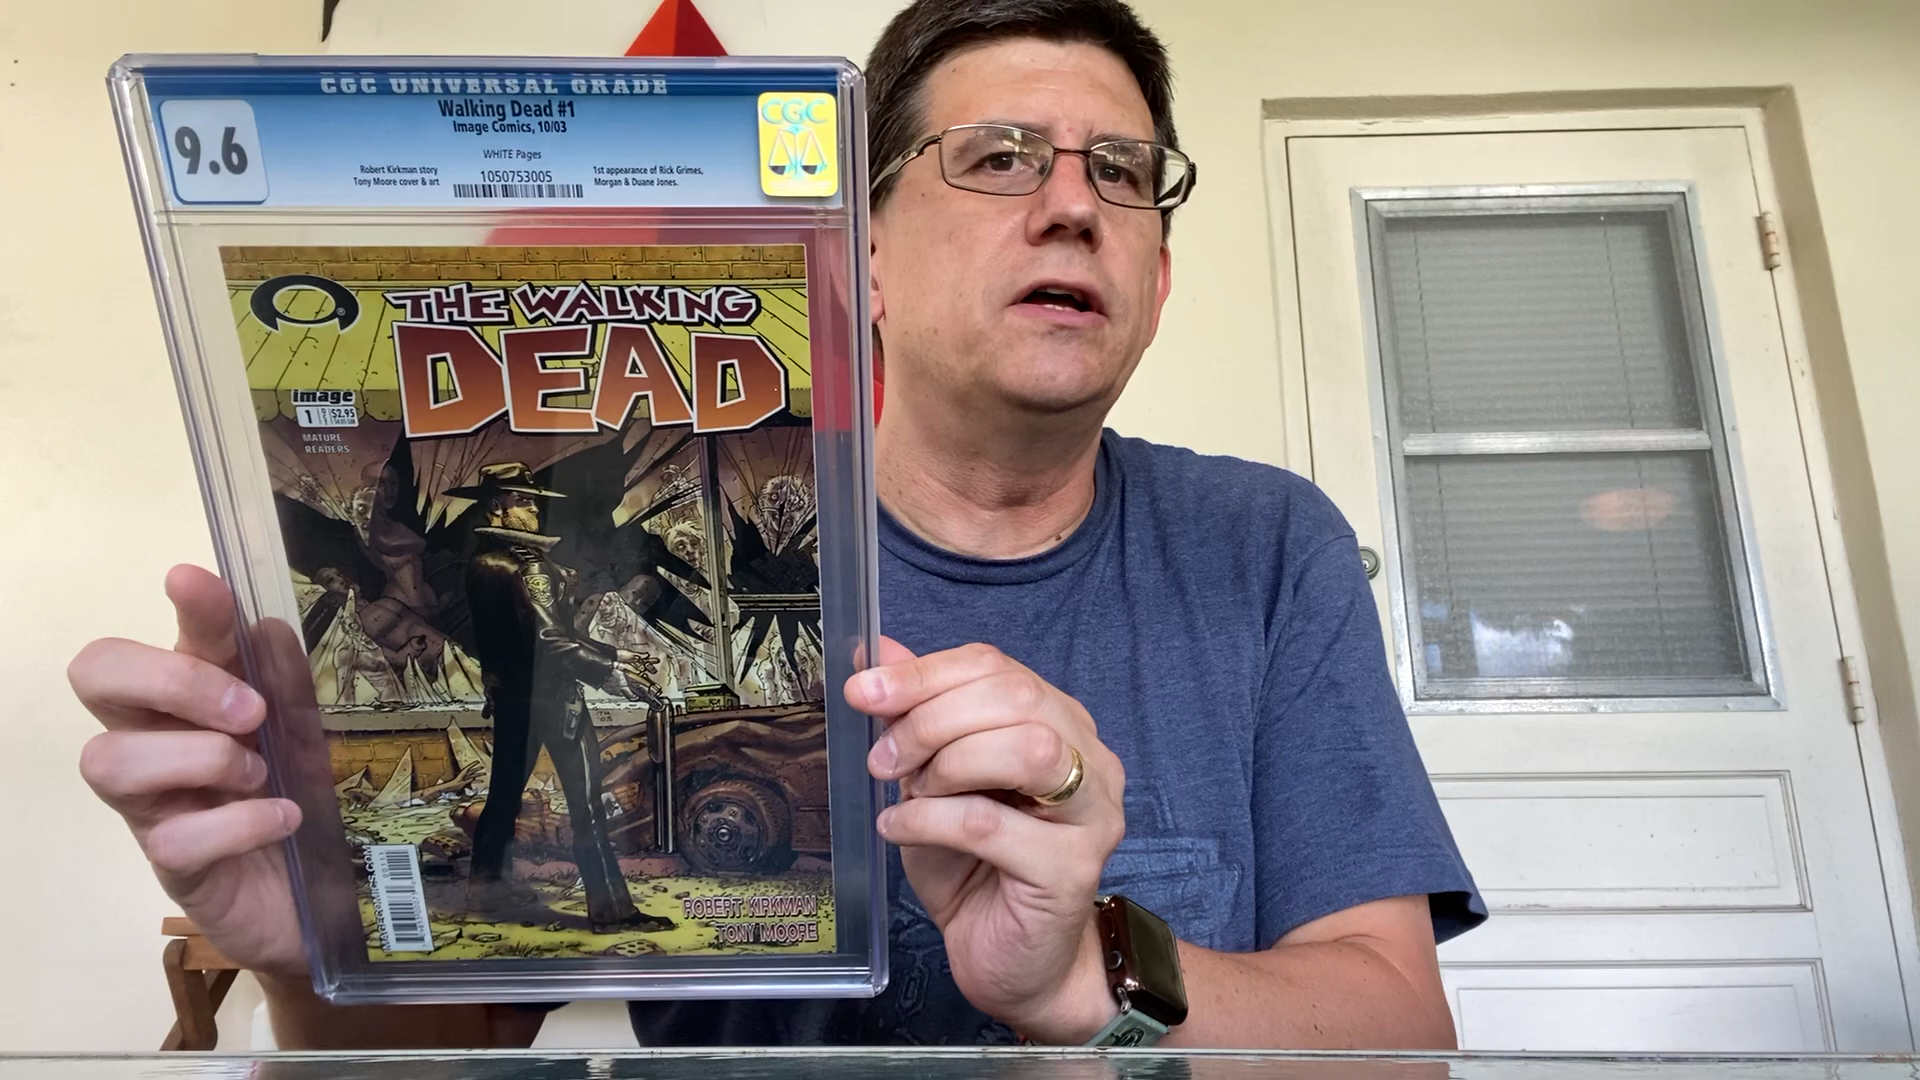 CGC UNIVERSAL GRADE
Walking Dead #1
Image Comics, 10/03
9.6
CGC
WHITE Pages
Robert Kirkman story
Tony Moore cover & art
1050753005
1st appearance of Rick Grimes,
Morgan & Duane Jones.
THE WALKING
DEAD
image
1 $2.95
MATURE
READERS
ROBERT KIRKMAN
TONY MOORE